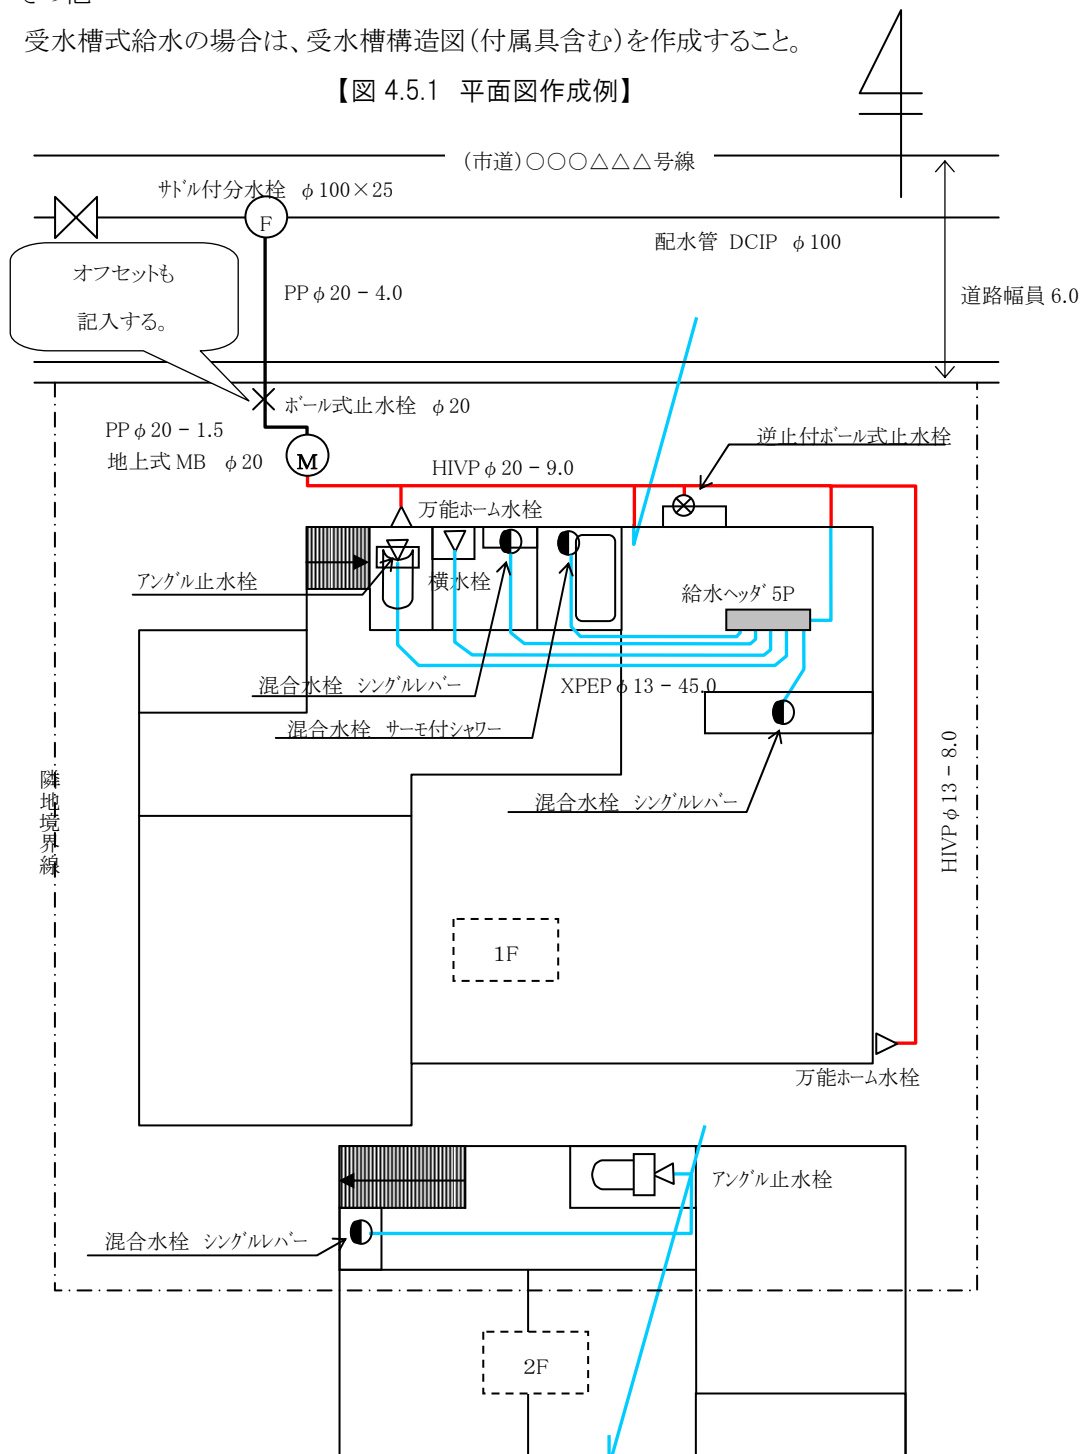 受水槽式給水の場合は、受水槽構造図(付属具含む)を作成すること。
【図 4.5.1 平面図作成例】
(市道)○○○△△△号線
サドル付分水栓 φ100×25
F
配水管 DCIP φ100
オフセットも
記入する。
PPφ20-4.0
道路幅員 6.0
ボール式止水栓 φ20
PPφ20-1.5
地上式 MB φ20
M
逆止付ボール式止水栓
HIVPφ20-9.0
万能ホーム水栓
アングル止水栓
横水栓
給水ヘッダ 5P
混合水栓 シングルレバー
XPEPφ13-45.0
混合水栓 サーモ付シャワー
混合水栓 シングルレバー
隣地境界線
HIVPφ13-8.0
1F
万能ホーム水栓
アングル止水栓
混合水栓 シングルレバー
2F